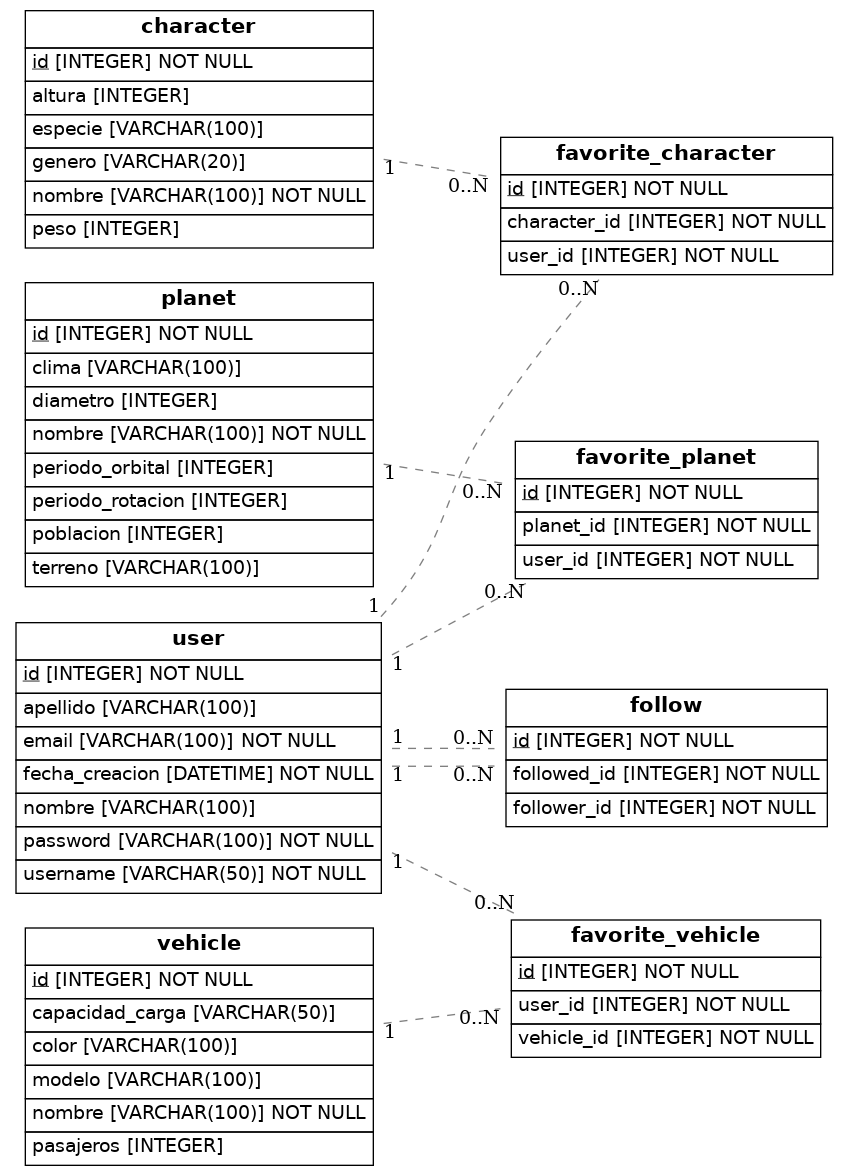 character
id [INTEGER] NOT NULL
altura [INTEGER]
especie [VARCHAR(100)]
genero [VARCHAR(20)]
nombre [VARCHAR(100)] NOT NULL
peso [INTEGER]
1
0..N
favorite_character
id [INTEGER] NOT NULL
character_id [INTEGER] NOT NULL
user_id [INTEGER] NOT NULL
0..N
planet
id [INTEGER] NOT NULL
clima [VARCHAR(100)]
diametro [INTEGER]
nombre [VARCHAR(100)] NOT NULL
periodo_orbital [INTEGER]
periodo_rotacion [INTEGER]
poblacion [INTEGER]
terreno [VARCHAR(100)]
1
0..N
favorite_planet
id [INTEGER] NOT NULL
planet_id [INTEGER] NOT NULL
user_id [INTEGER] NOT NULL
0..N
1
user
id [INTEGER] NOT NULL
apellido [VARCHAR(100)]
email [VARCHAR(100)] NOT NULL
fecha_creacion [DATETIME] NOT NULL
nombre [VARCHAR(100)]
password [VARCHAR(100)] NOT NULL
username [VARCHAR(50)] NOT NULL
1
1
0..N
1
0..N
follow
id [INTEGER] NOT NULL
followed_id [INTEGER] NOT NULL
follower_id [INTEGER] NOT NULL
1
0..N
vehicle
id [INTEGER] NOT NULL
capacidad_carga [VARCHAR(50)]
color [VARCHAR(100)]
modelo [VARCHAR(100)]
nombre [VARCHAR(100)] NOT NULL
pasajeros [INTEGER]
1
0..N
favorite_vehicle
id [INTEGER] NOT NULL
user_id [INTEGER] NOT NULL
vehicle_id [INTEGER] NOT NULL